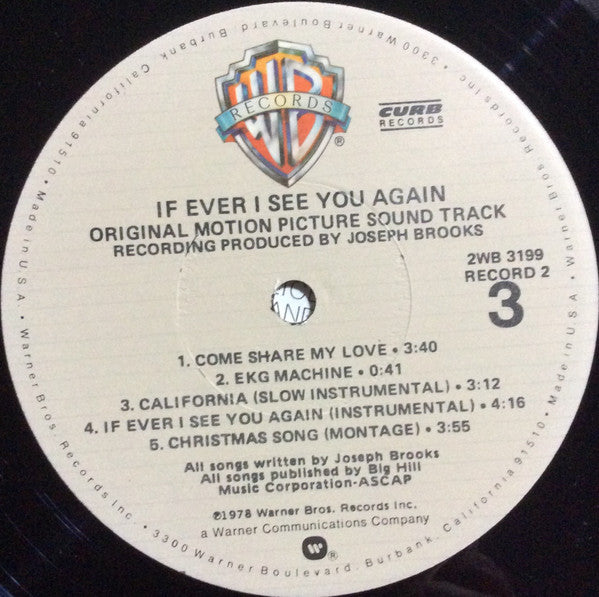 3300 Warner Boulevard, Burbank, California 91510 • Made in U.S.A. • Warner Bros. Records Inc. • 3300 Warner Boulevard, Burbank, California 91510 • Made in U.S.A. • Warner Bros. Records Inc. •
WB
RECORDS
®
CURB
RECORDS
IF EVER I SEE YOU AGAIN
ORIGINAL MOTION PICTURE SOUND TRACK
RECORDING PRODUCED BY JOSEPH BROOKS
2WB 3199
RECORD 2
3
1. COME SHARE MY LOVE • 3:40
2. EKG MACHINE • 0:41
3. CALIFORNIA (SLOW INSTRUMENTAL) • 3:12
4. IF EVER I SEE YOU AGAIN (INSTRUMENTAL) • 4:16
5. CHRISTMAS SONG (MONTAGE) • 3:55
All songs written by Joseph Brooks
All songs published by Big Hill
Music Corporation-ASCAP
℗1978 Warner Bros. Records Inc.
a Warner Communications Company
W®